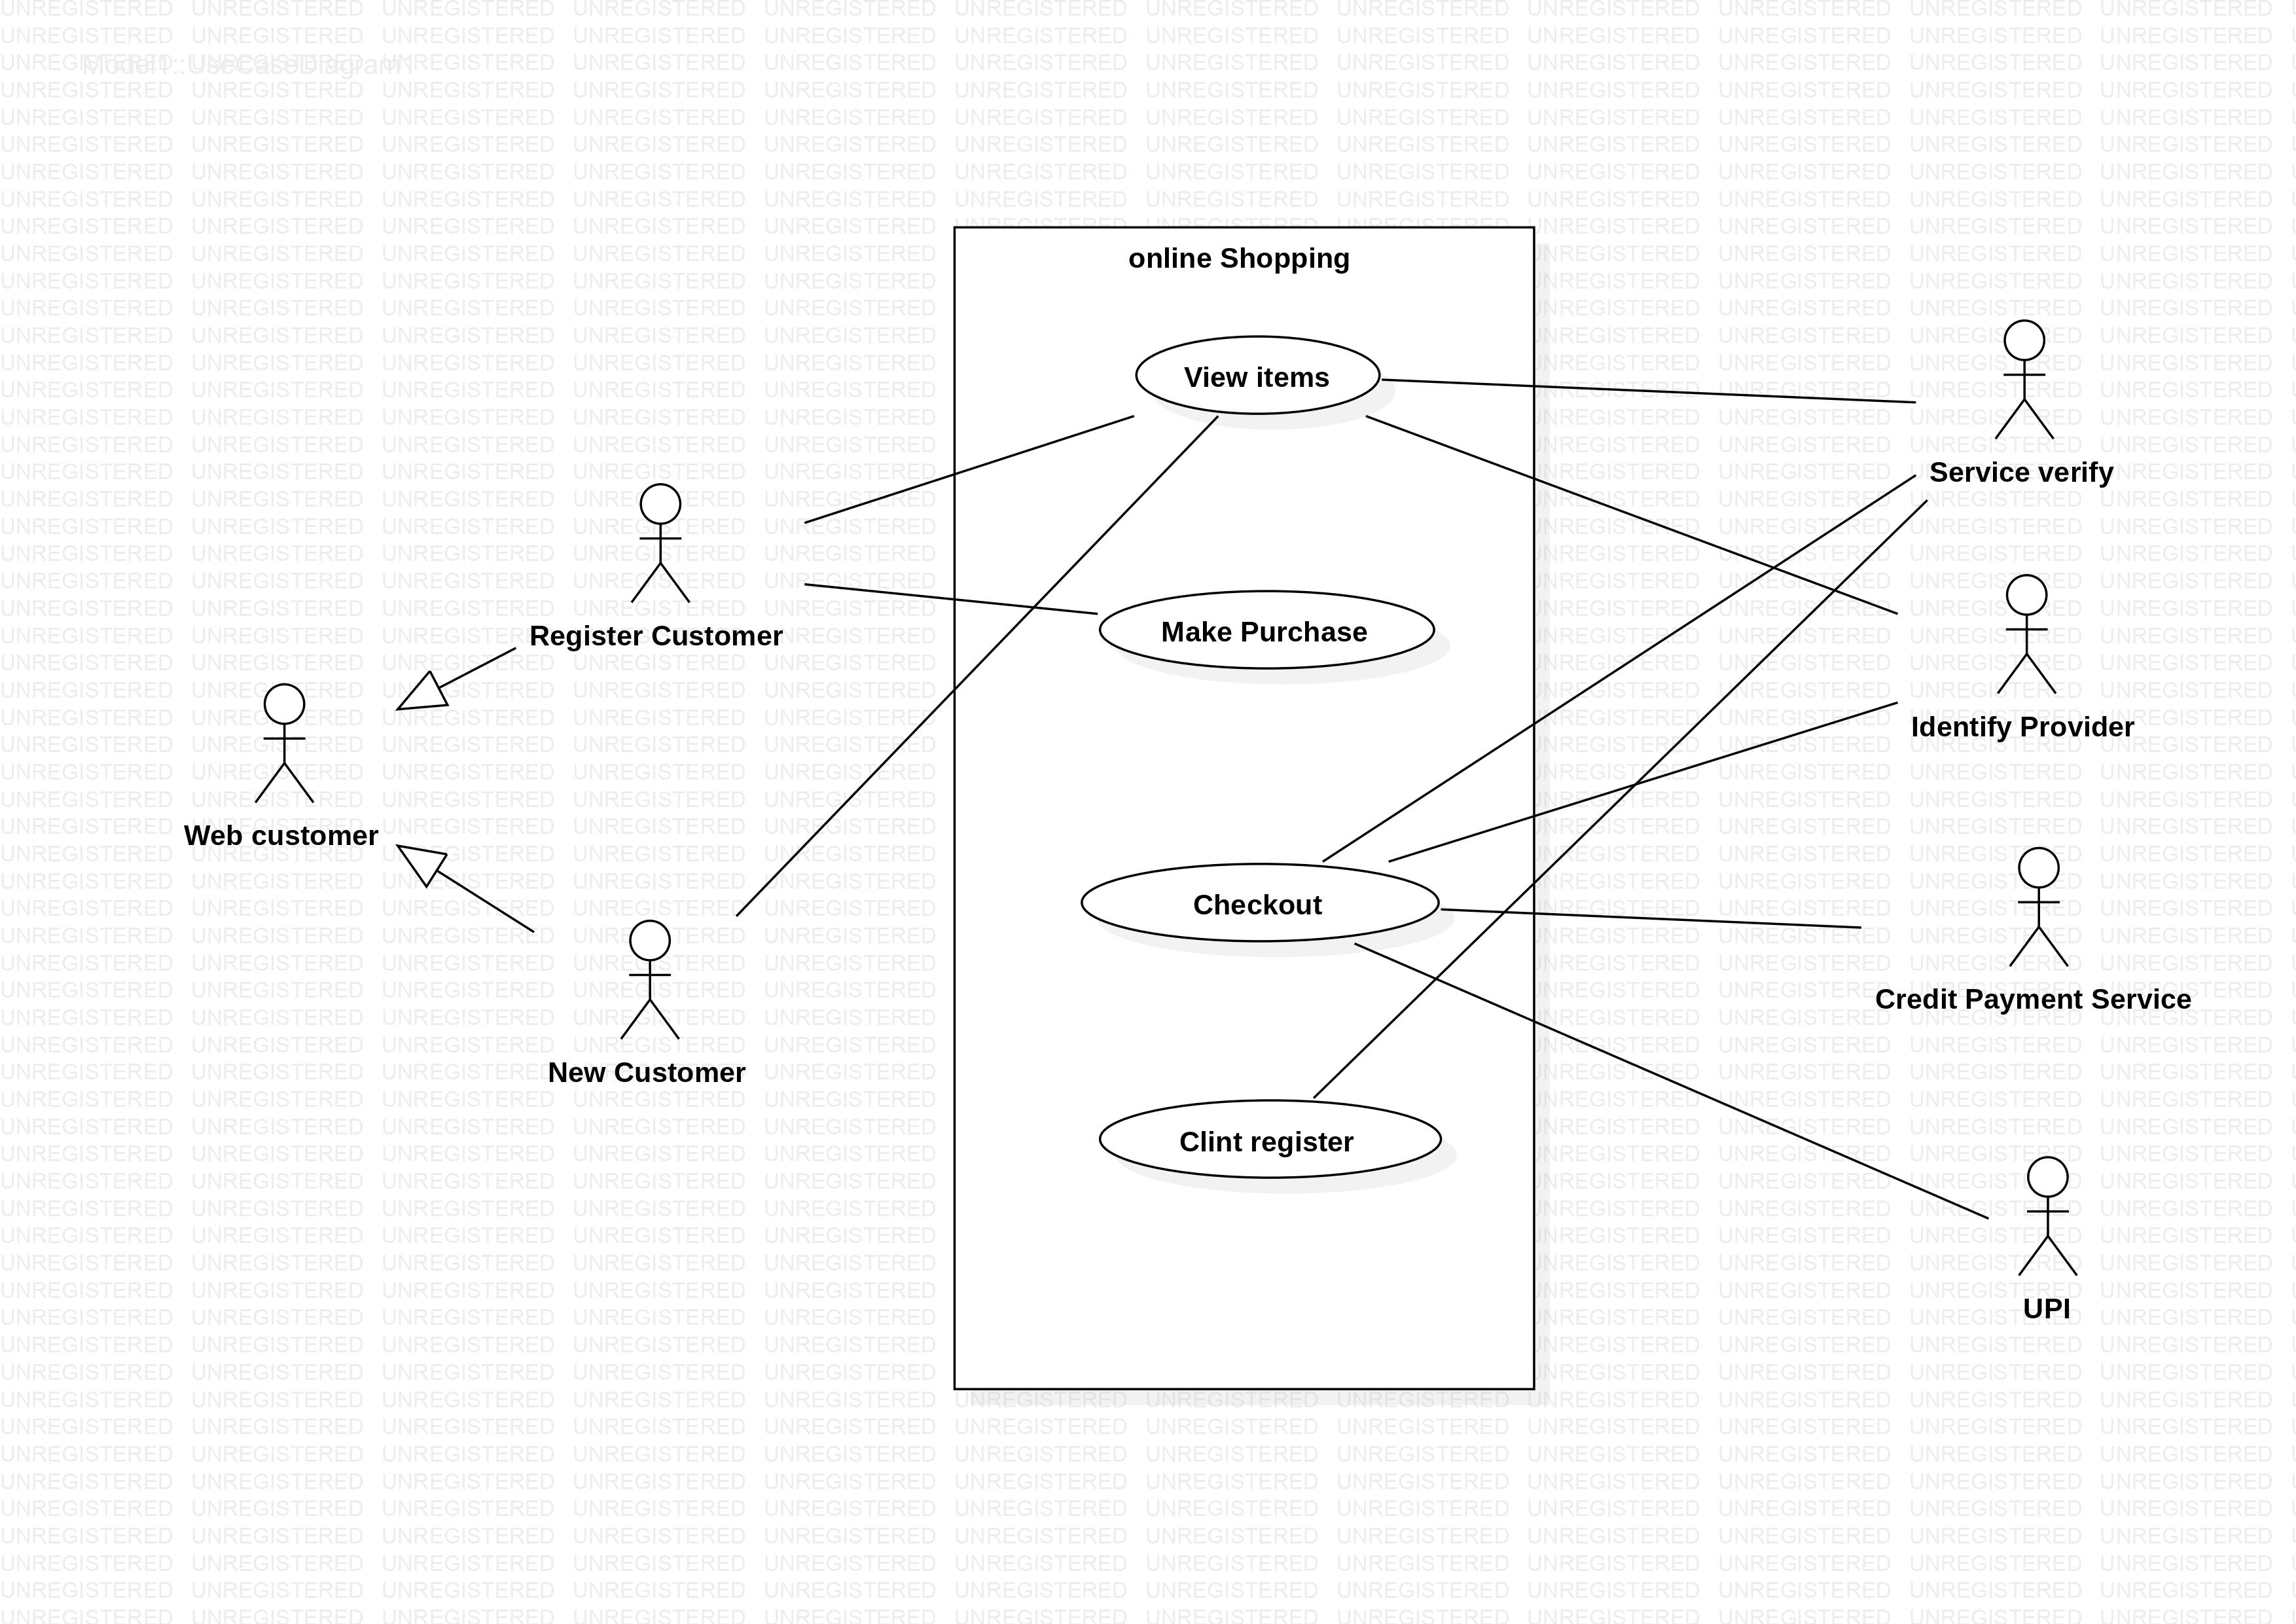 Model1::UseCaseDiagram1
UNREGISTERED
online Shopping
View items
Service verify
Register Customer
Make Purchase
Identify Provider
Web customer
Checkout
Credit Payment Service
New Customer
Clint register
UPI